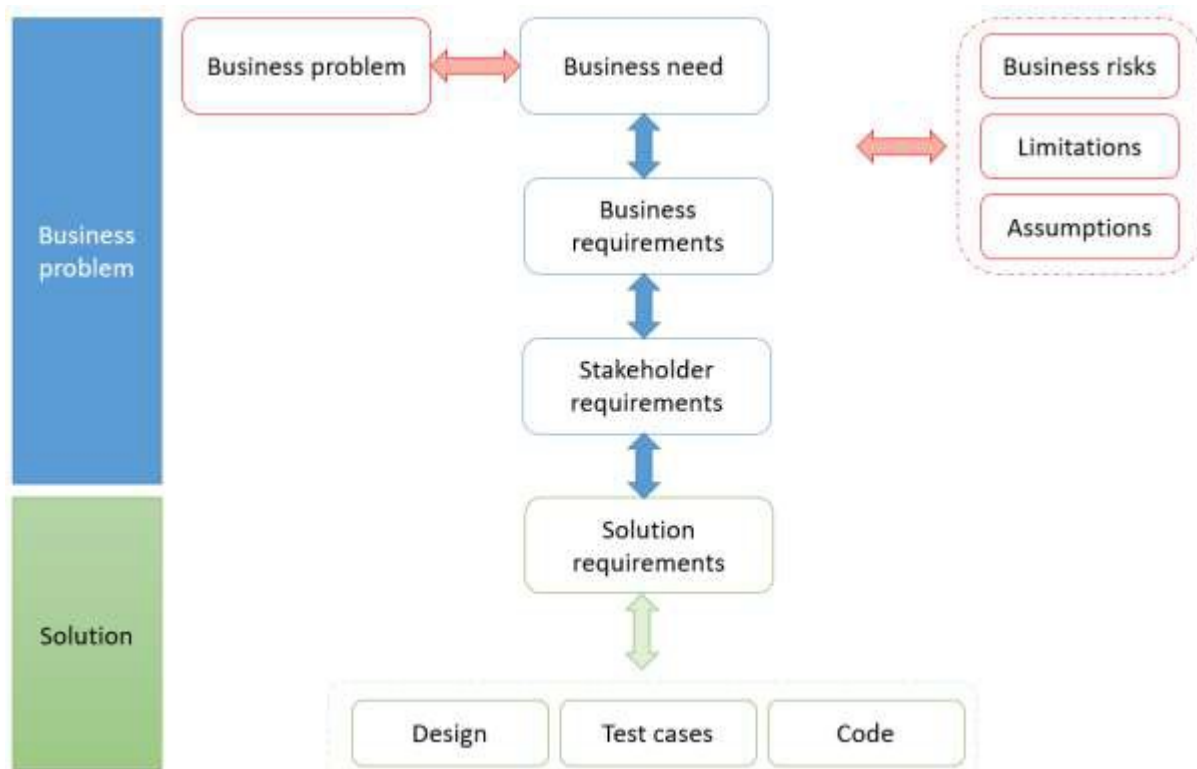 Business problem
Business need
Business risks
Limitations
Assumptions
Business
requirements
Business
problem
Stakeholder
requirements
Solution
requirements
Solution
Design
Test cases
Code